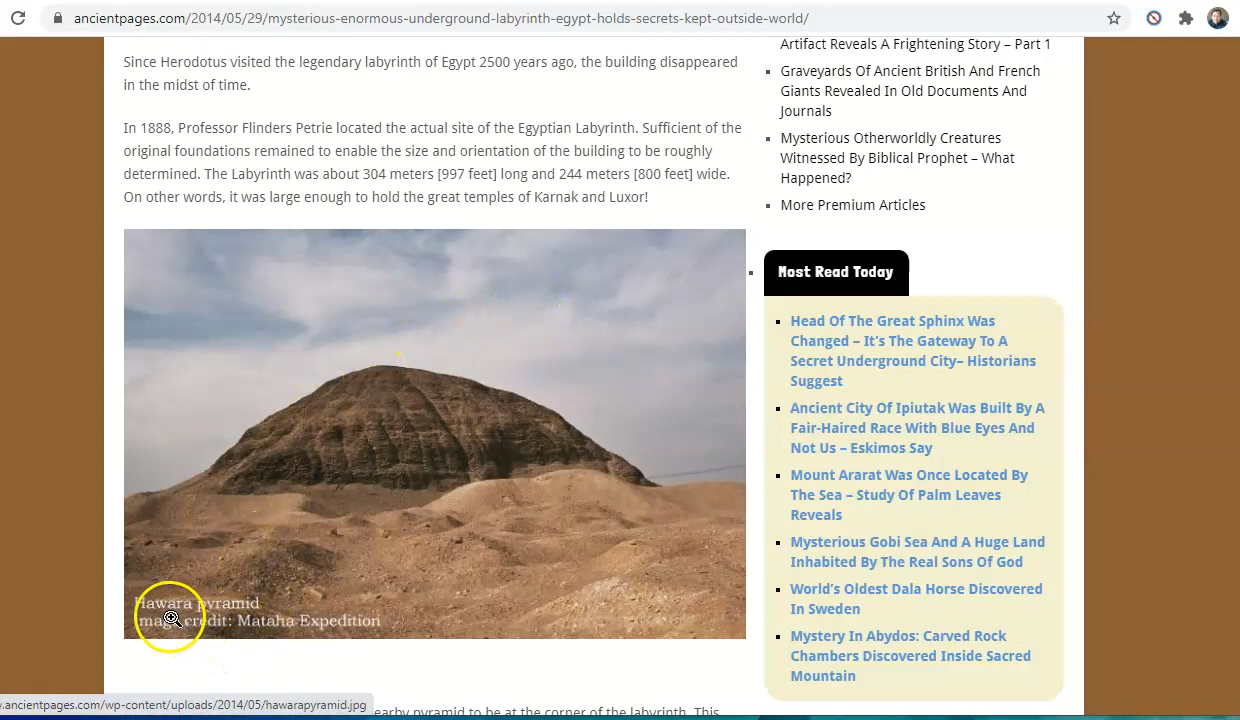 ancientpages.com/2014/05/29/mysterious-enormous-underground-labyrinth-egypt-holds-secrets-kept-outside-world/
Since Herodotus visited the legendary labyrinth of Egypt 2500 years ago, the building disappeared
in the midst of time.
In 1888, Professor Flinders Petrie located the actual site of the Egyptian Labyrinth. Sufficient of the
original foundations remained to enable the size and orientation of the building to be roughly
determined. The Labyrinth was about 304 meters [997 feet] long and 244 meters [800 feet] wide.
On other words, it was large enough to hold the great temples of Karnak and Luxor!
Hawara pyramid
Image credit: Mataha Expedition
earby pyramid to be at the corner of the labyrinth. This
Artifact Reveals A Frightening Story – Part 1
Graveyards Of Ancient British And French
Giants Revealed In Old Documents And
Journals
Mysterious Otherworldly Creatures
Witnessed By Biblical Prophet – What
Happened?
More Premium Articles
Most Read Today
Head Of The Great Sphinx Was
Changed – It's The Gateway To A
Secret Underground City– Historians
Suggest
Ancient City Of Ipiutak Was Built By A
Fair-Haired Race With Blue Eyes And
Not Us – Eskimos Say
Mount Ararat Was Once Located By
The Sea – Study Of Palm Leaves
Reveals
Mysterious Gobi Sea And A Huge Land
Inhabited By The Real Sons Of God
World's Oldest Dala Horse Discovered
In Sweden
Mystery In Abydos: Carved Rock
Chambers Discovered Inside Sacred
Mountain
.ancientpages.com/wp-content/uploads/2014/05/hawarapyramid.jpg